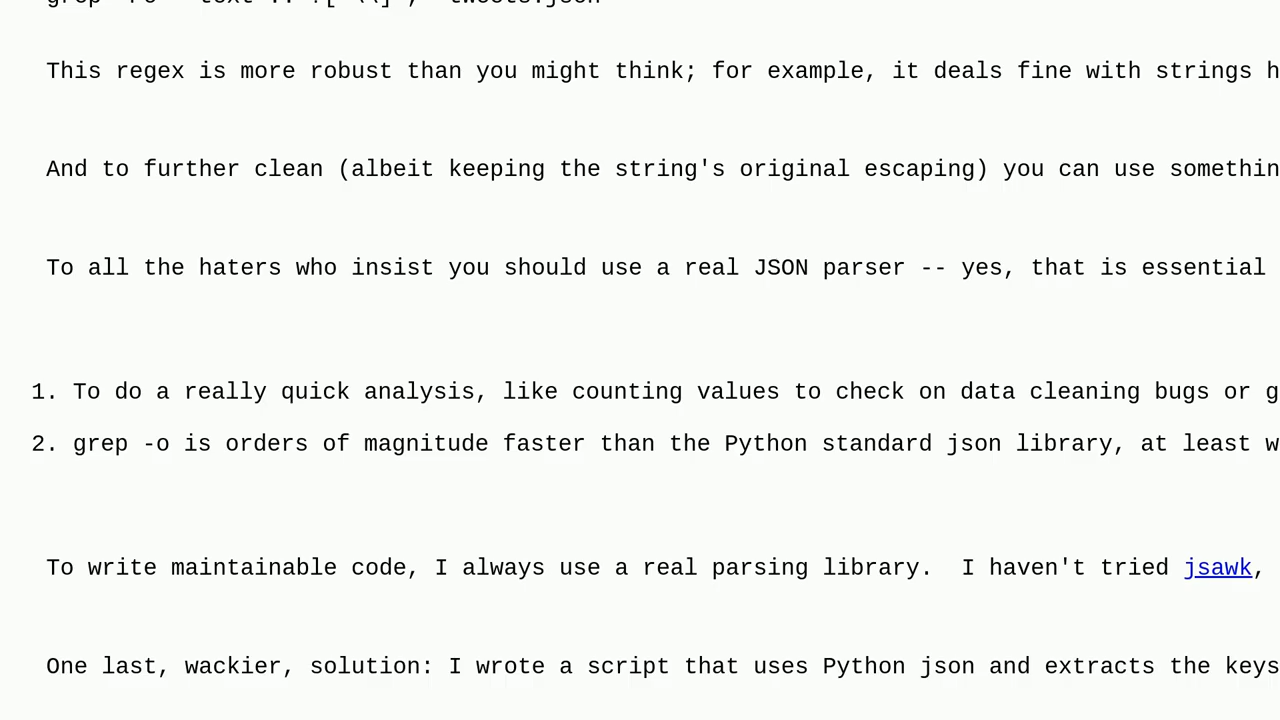 This regex is more robust than you might think; for example, it deals fine with strings
And to further clean (albeit keeping the string's original escaping) you can use
To all the haters who insist you should use a real JSON parser -- yes, that is essential
1. To do a really quick analysis, like counting values to check on data cleaning bugs or
2. grep -o is orders of magnitude faster than the Python standard json library, at least
To write maintainable code, I always use a real parsing library.  I haven't tried jsawk,
One last, wackier, solution: I wrote a script that uses Python json and extracts the keys